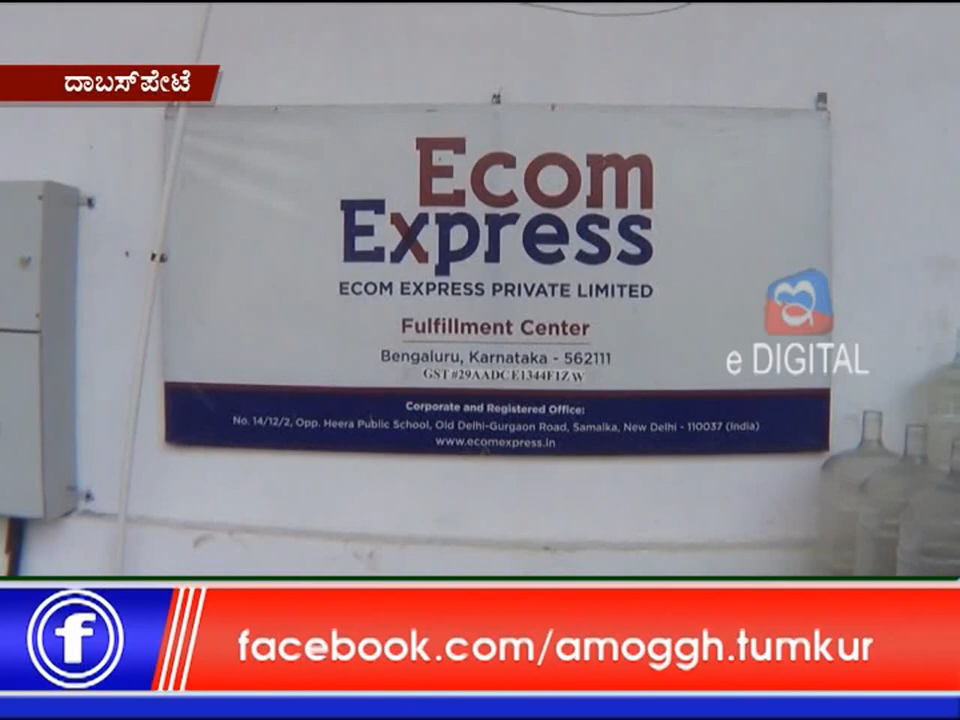 ದಾಬಸ್‌ಪೇಟೆ
Ecom
Express
ECOM EXPRESS PRIVATE LIMITED
Fulfillment Center
Bengaluru, Karnataka - 562111
GST#29AADCE1344F1ZW
e DIGITAL
Corporate and Registered Office:
No. 14/12/2, Opp. Heera Public School, Old Delhi-Gurgaon Road, Samalka, New Delhi - 110037 (India)
www.ecomexpress.in
facebook.com/amoggh.tumkur